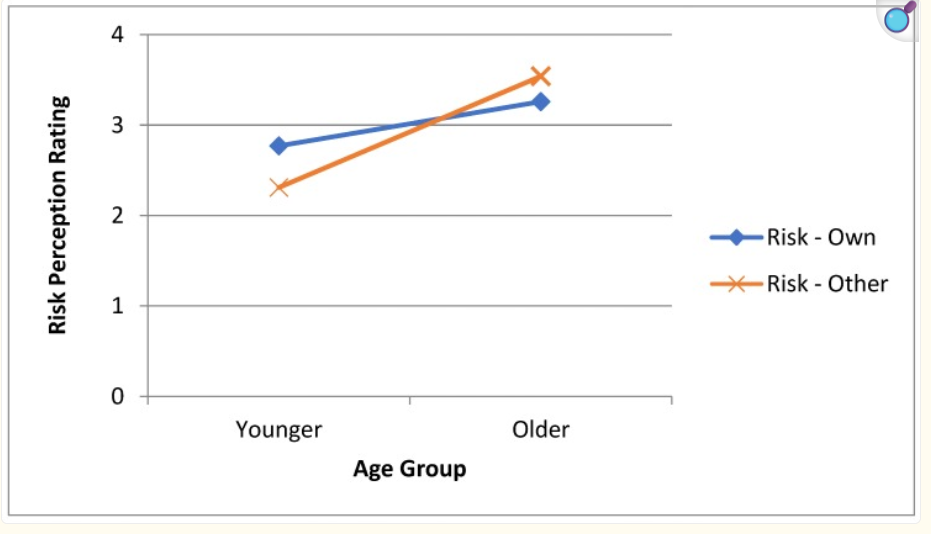 4
3
2
1
0
Risk Perception Rating
Younger
Older
Age Group
Risk - Own
Risk - Other